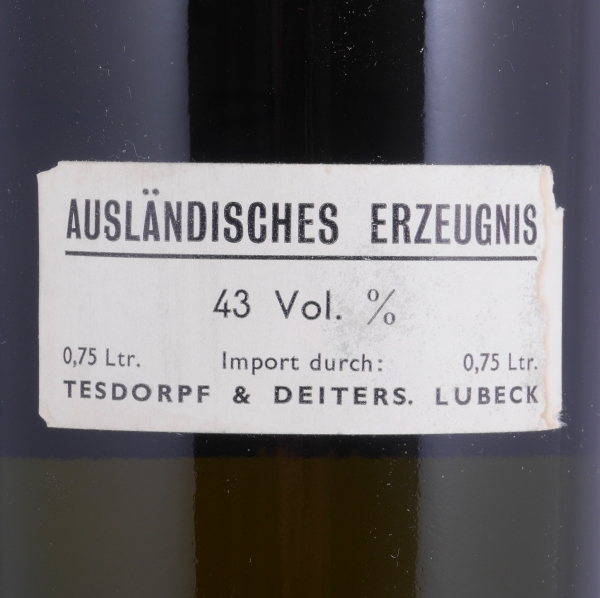 AUSLÄNDISCHES ERZEUGNIS
43 Vol. %
0,75 Ltr. Import durch: 0,75 Ltr.
TESDORPF & DEITERS. LUBECK